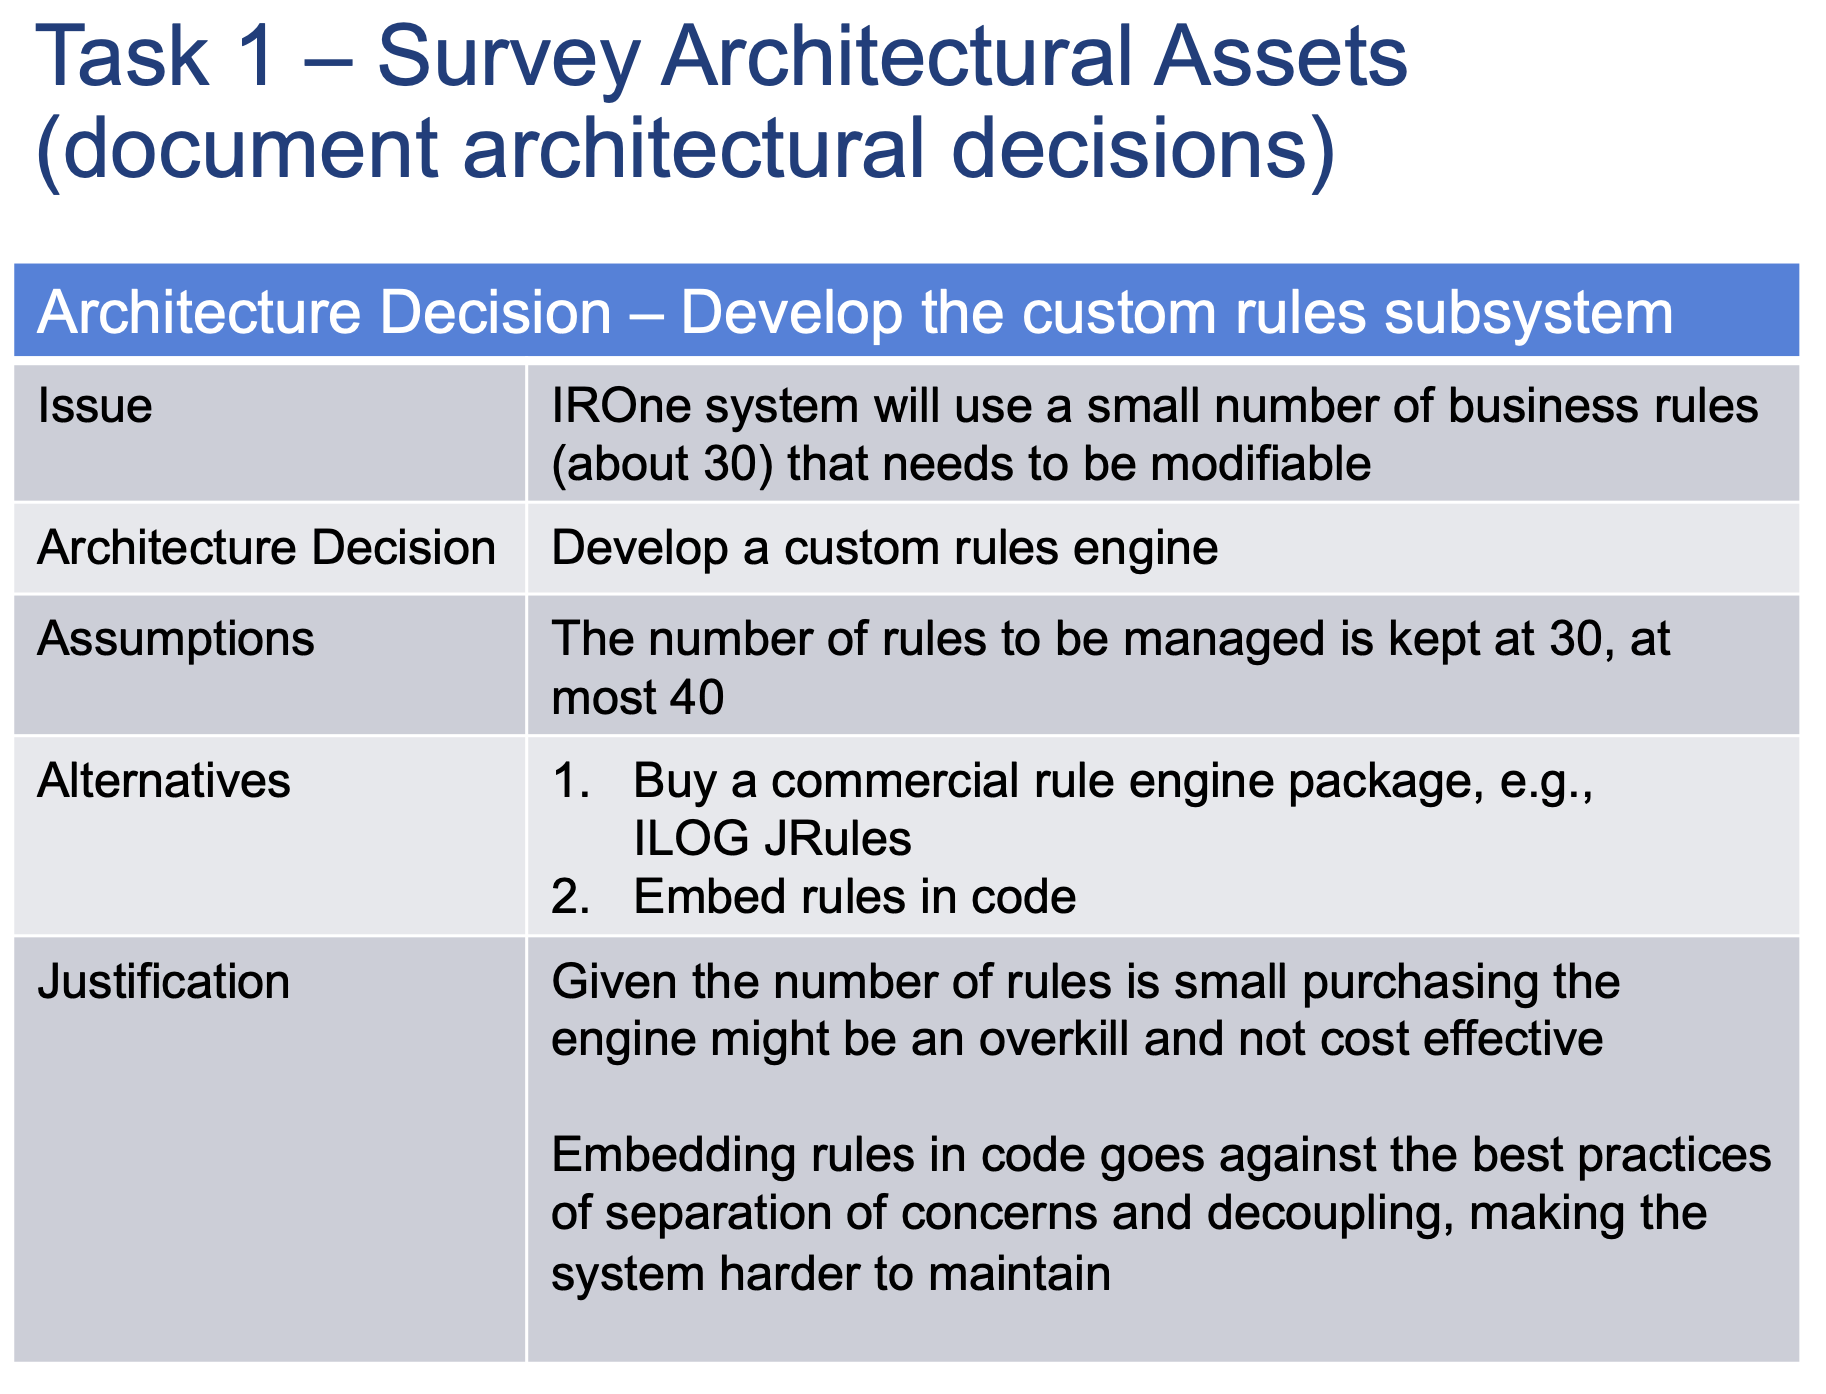 Task 1 – Survey Architectural Assets
(document architectural decisions)
Architecture Decision – Develop the custom rules subsystem
Issue
IROne system will use a small number of business rules
(about 30) that needs to be modifiable
Architecture Decision
Develop a custom rules engine
Assumptions
The number of rules to be managed is kept at 30, at
most 40
Alternatives
1. Buy a commercial rule engine package, e.g.,
ILOG JRules
2. Embed rules in code
Justification
Given the number of rules is small purchasing the
engine might be an overkill and not cost effective
Embedding rules in code goes against the best practices
of separation of concerns and decoupling, making the
system harder to maintain